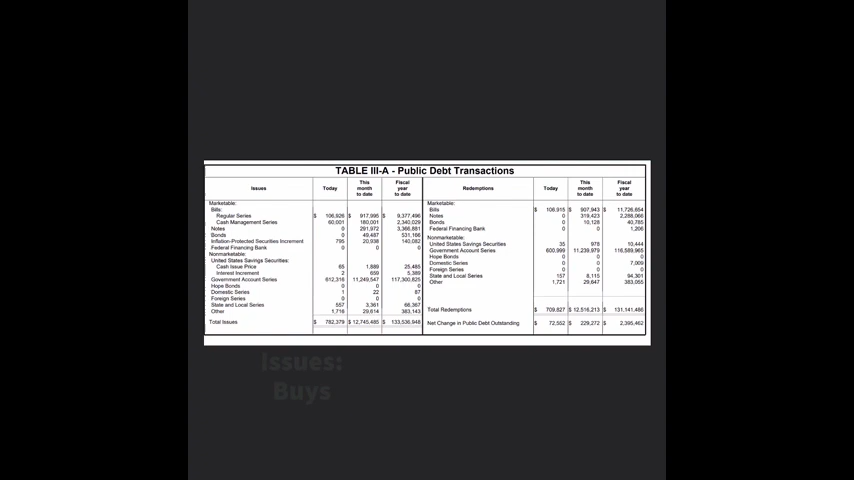 TABLE III-A - Public Debt Transactions
Issues Today This month to date Fiscal year to date
Marketable:
Bills:
Regular Series $ 106,926 $ 917,995 $ 9,377,496
Cash Management Series 60,001 180,001 2,340,029
Notes 0 291,972 3,366,881
Bonds 0 49,487 531,166
Inflation-Protected Securities Increment 795 20,938 140,082
Federal Financing Bank 0 0 0
Nonmarketable:
United States Savings Securities:
Cash Issue Price 65 1,889 25,485
Interest Increment 2 659 5,389
Government Account Series 612,316 11,249,547 117,300,825
Hope Bonds 0 0 0
Domestic Series 1 22 87
Foreign Series 0 0 0
State and Local Series 557 3,361 66,367
Other 1,716 29,614 383,143
Total Issues $ 782,379 $ 12,745,485 $ 133,536,948
Redemptions Today This month to date Fiscal year to date
Marketable:
Bills $ 106,915 $ 907,943 $ 11,726,654
Notes 0 319,423 2,288,066
Bonds 0 10,128 40,785
Federal Financing Bank 0 0 1,206
Nonmarketable:
United States Savings Securities 35 978 10,444
Government Account Series 600,999 11,239,979 116,589,965
Hope Bonds 0 0 0
Domestic Series 0 0 7,009
Foreign Series 0 0 0
State and Local Series 157 8,115 94,301
Other 1,721 29,647 383,055
Total Redemptions $ 709,827 $ 12,516,213 $ 131,141,486
Net Change in Public Debt Outstanding $ 72,552 $ 229,272 $ 2,395,462
Issues:
Buys